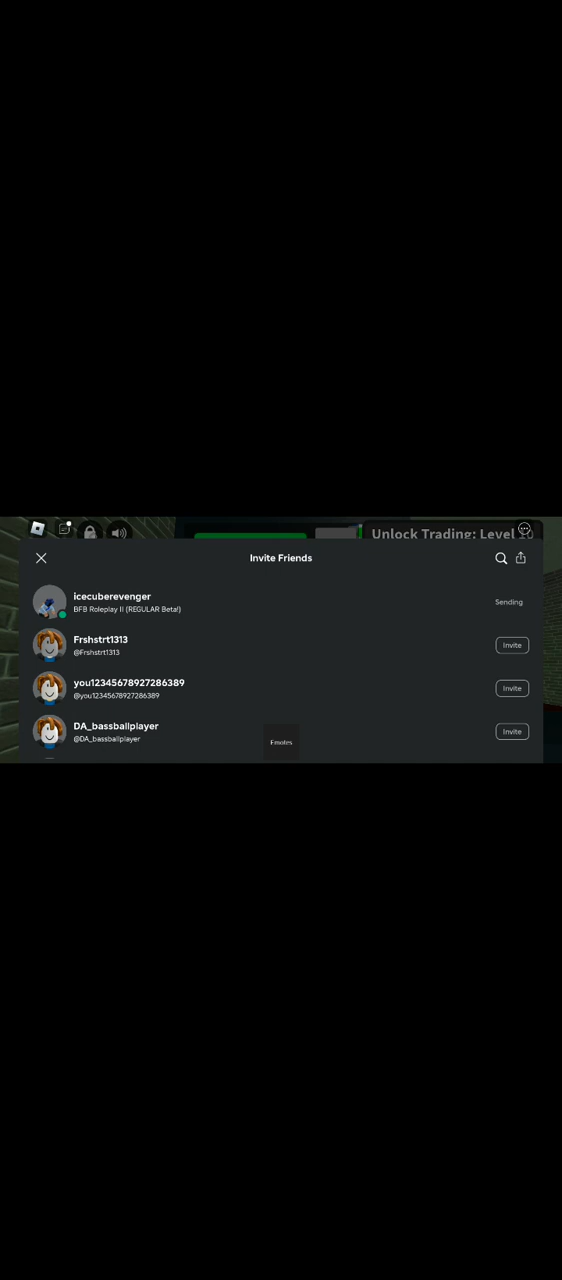 Unlock Trading: Level 10
Invite Friends
icecuberevenger
BFB Roleplay II (REGULAR Beta!)
Sending
Frshstrt1313
@Frshstrt1313
Invite
you12345678927286389
@you12345678927286389
Invite
DA_bassballplayer
@DA_bassballplayer
Invite
Emotes